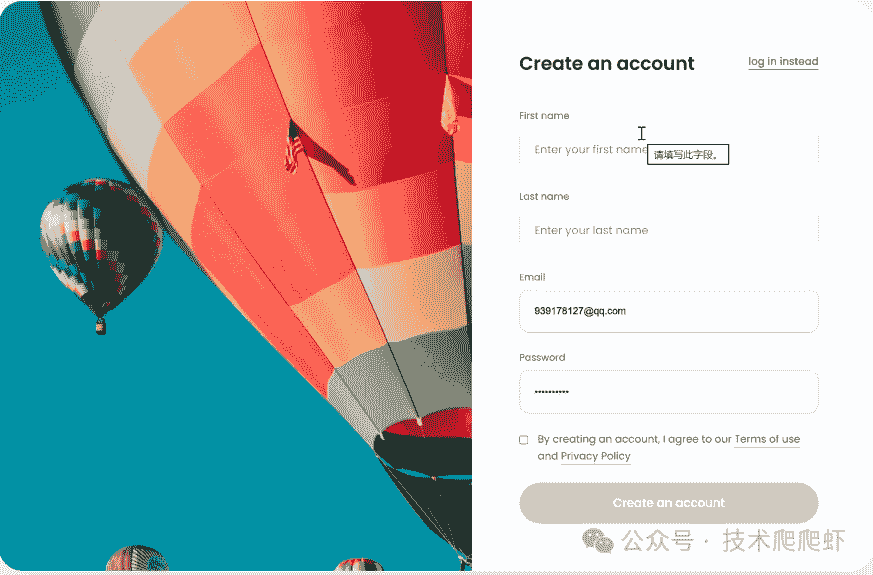 Create an account
log in instead
First name
Enter your first name
请填写此字段。
Last name
Enter your last name
Email
939178127@qq.com
Password
By creating an account, I agree to our Terms of use
and Privacy Policy
Create an account
公众号 · 技术爬爬虾